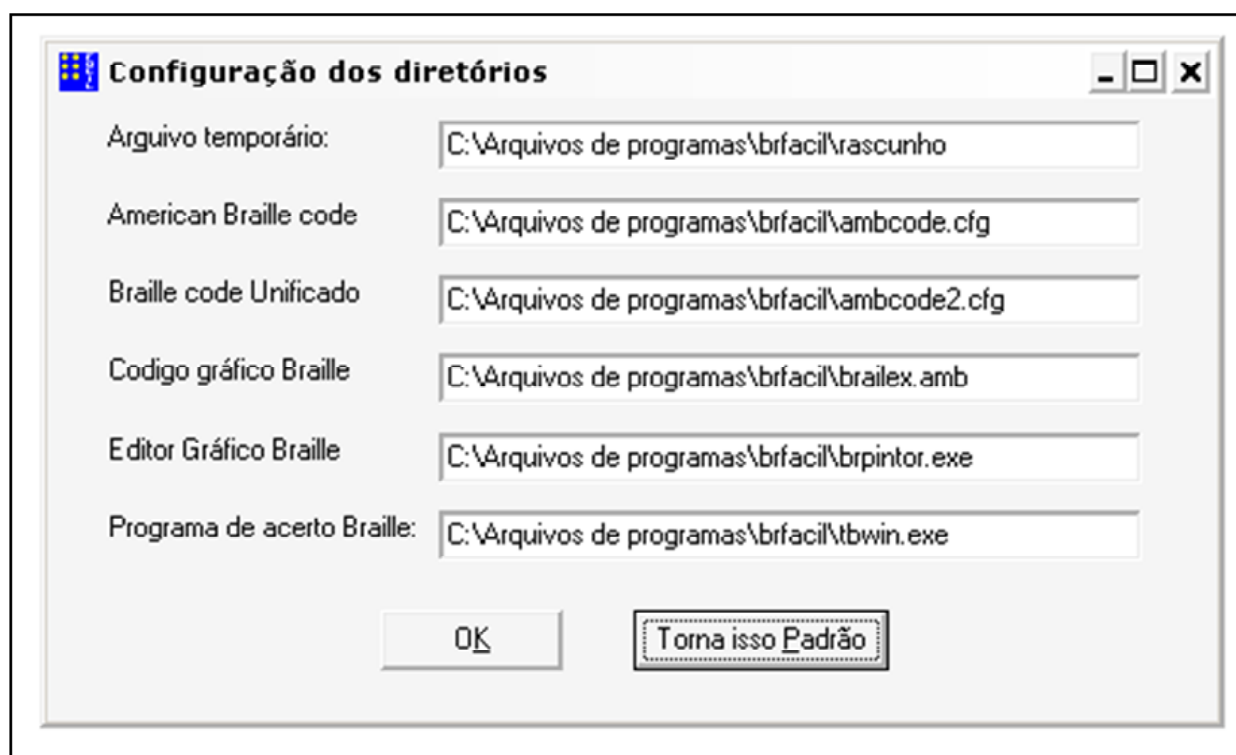 Configuração dos diretórios
Arguivo temporário: C:\Arquivos de programas\brfacil\rascunho
American Braille code C:\Arquivos de programas\brfacil\ambcode.cfg
Braille code Unificado C:\Arquivos de programas\brfacil\ambcode2.cfg
Codigo gráfico Braille C:\Arquivos de programas\brfacil\brailex.amb
Editor Gráfico Braille C:\Arquivos de programas\brfacil\brpintor.exe
Programa de acerto Braille: C:\Arquivos de programas\brfacil\tbwin.exe
OK Torna isso Padrão